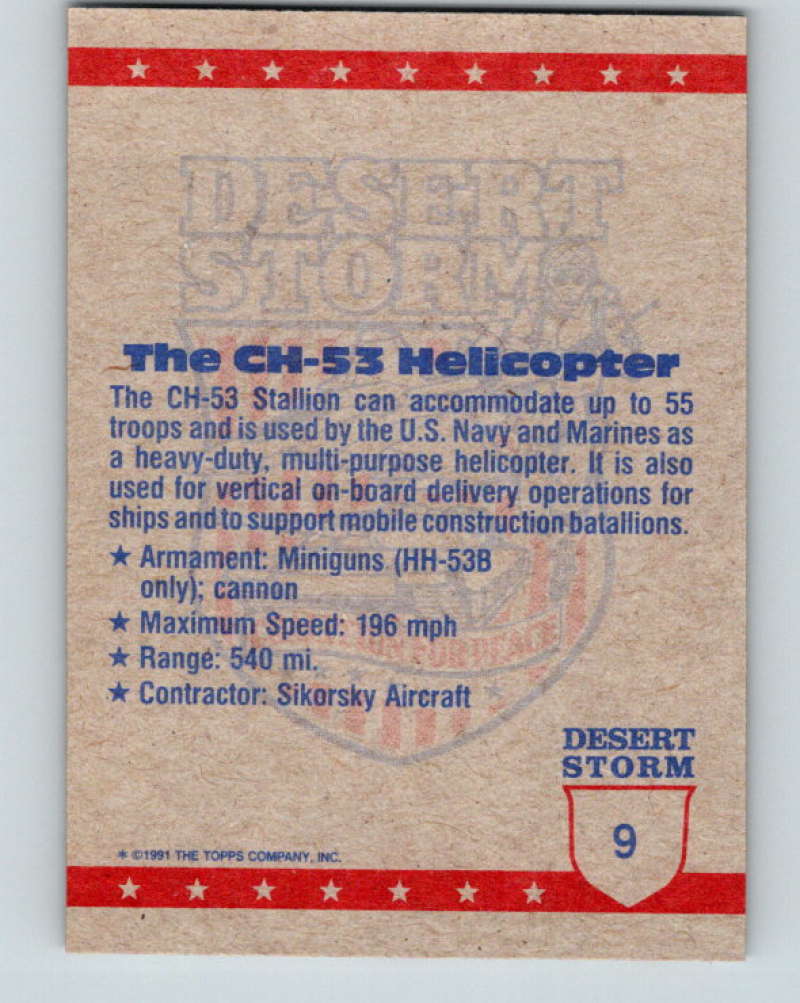 DESERT
STORM
The CH-53 Helicopter
The CH-53 Stallion can accommodate up to 55
troops and is used by the U.S. Navy and Marines as
a heavy-duty, multi-purpose helicopter. It is also
used for vertical on-board delivery operations for
ships and to support mobile construction batallions.
★ Armament: Miniguns (HH-53B
only); cannon
★ Maximum Speed: 196 mph
★ Range: 540 mi.
★ Contractor: Sikorsky Aircraft
FOR PEACE
DESERT
STORM
9
* ©1991 THE TOPPS COMPANY, INC.